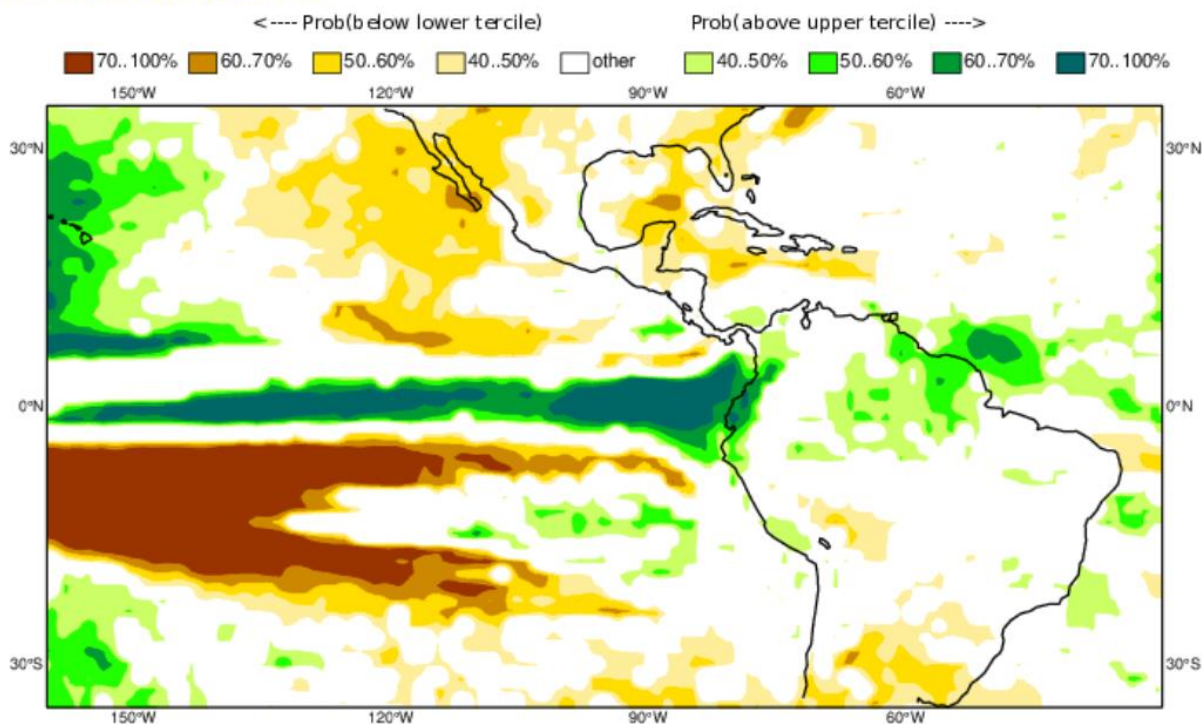 <---- Prob(below lower tercile) Prob(above upper tercile) ---->
70..100% 60..70% 50..60% 40..50% other 40..50% 50..60% 60..70% 70..100%
150°W 120°W 90°W 60°W
30°N 30°N
0°N 0°N
30°S 30°S
150°W 120°W 90°W 60°W